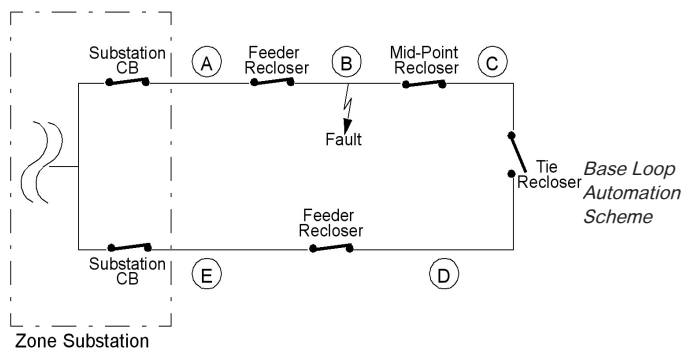 Substation
CB
A
Feeder
Recloser
B
Mid-Point
Recloser
C
Fault
Tie
Recloser
Base Loop
Automation
Scheme
Feeder
Recloser
Substation
CB
E
D
Zone Substation